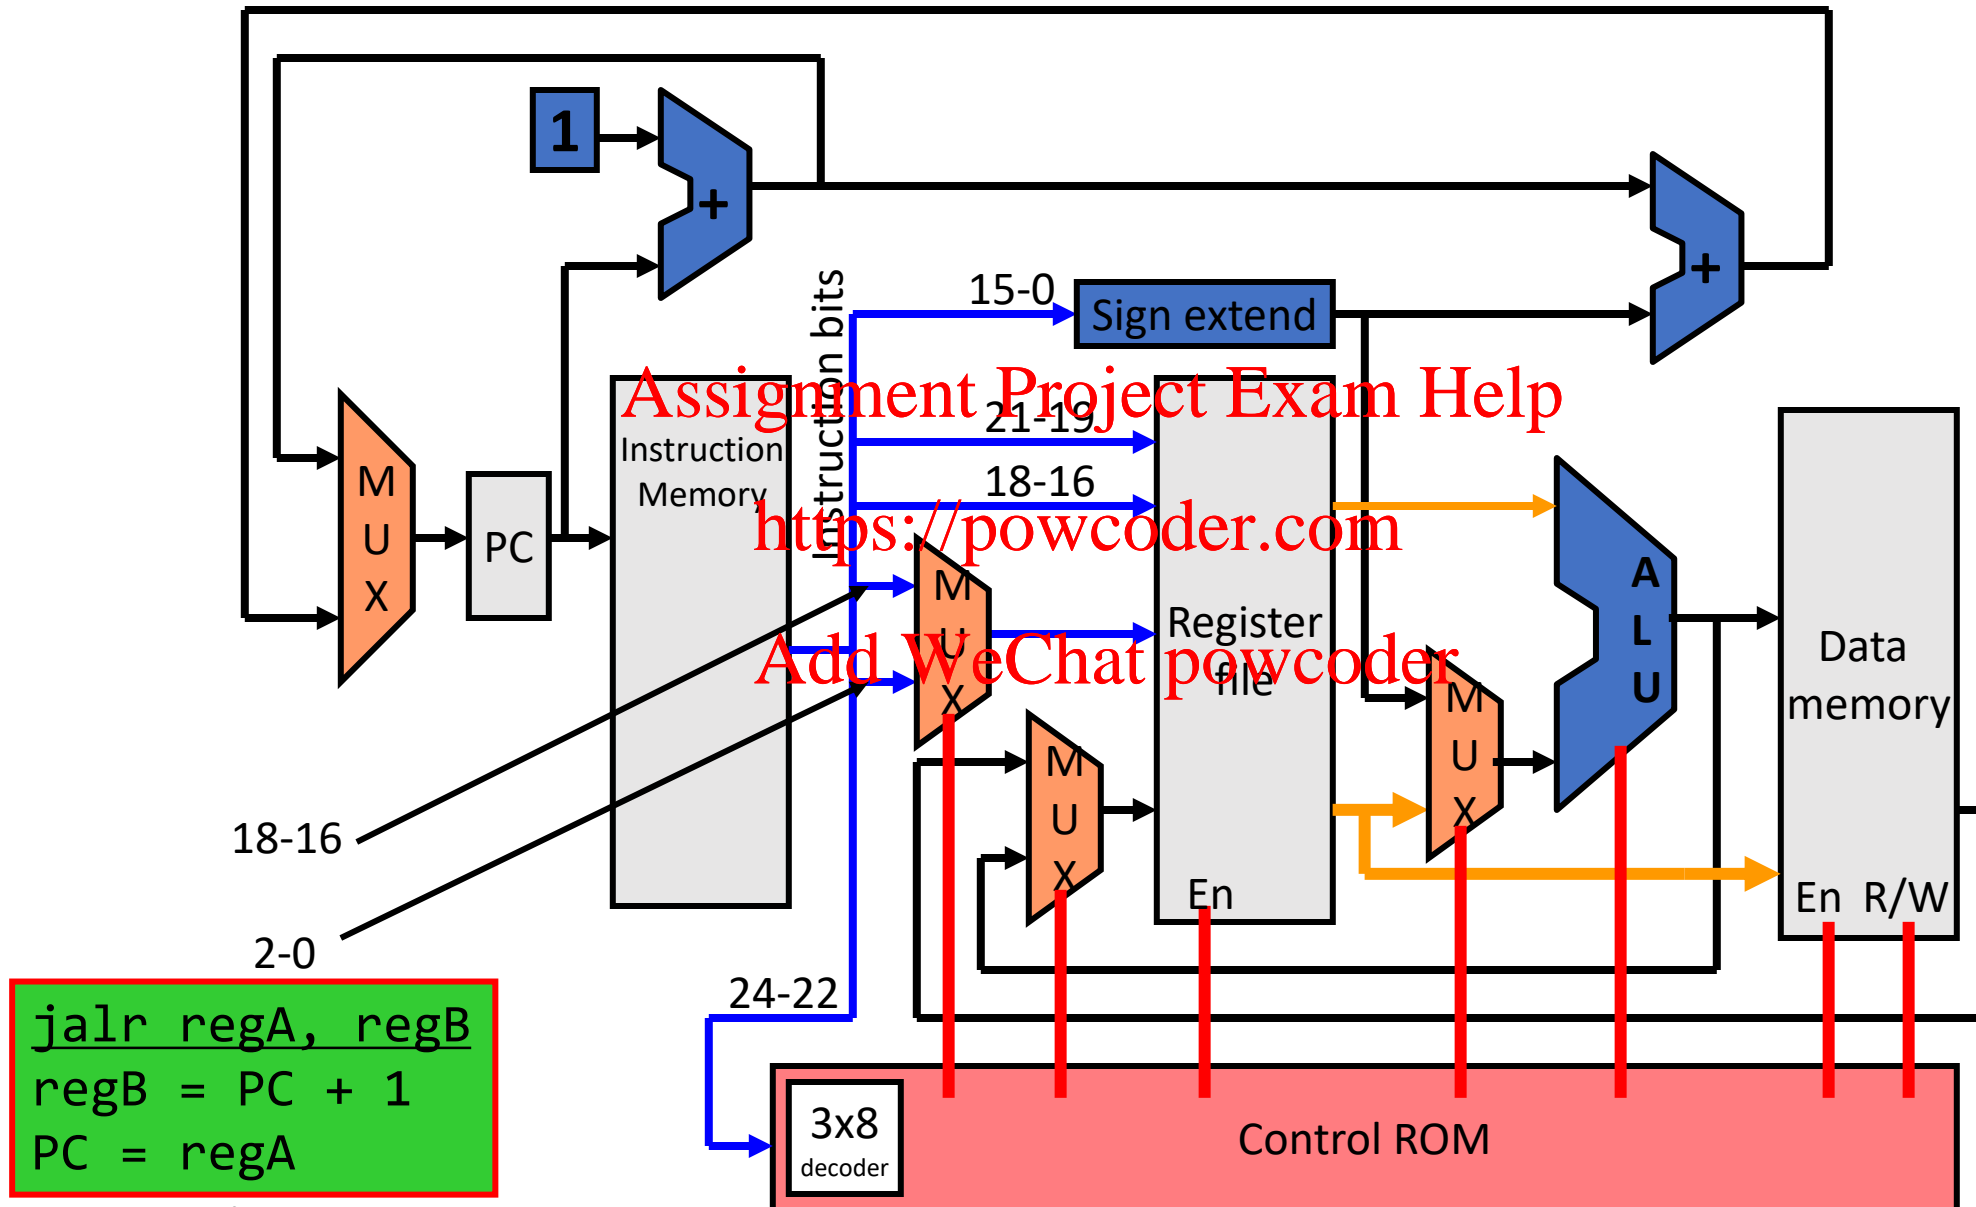 1
+
+
Instruction bits
15-0
Sign extend
Assignment Project Exam Help
21-19
Instruction
Memory
18-16
https://powcoder.com
M
U
X
PC
M
U
X
Register
file
Add WeChat powcoder
A
L
U
Data
memory
M
U
X
M
U
X
18-16
2-0
En
En R/W
24-22
jalr regA, regB
regB = PC + 1
PC = regA
3x8
decoder
Control ROM